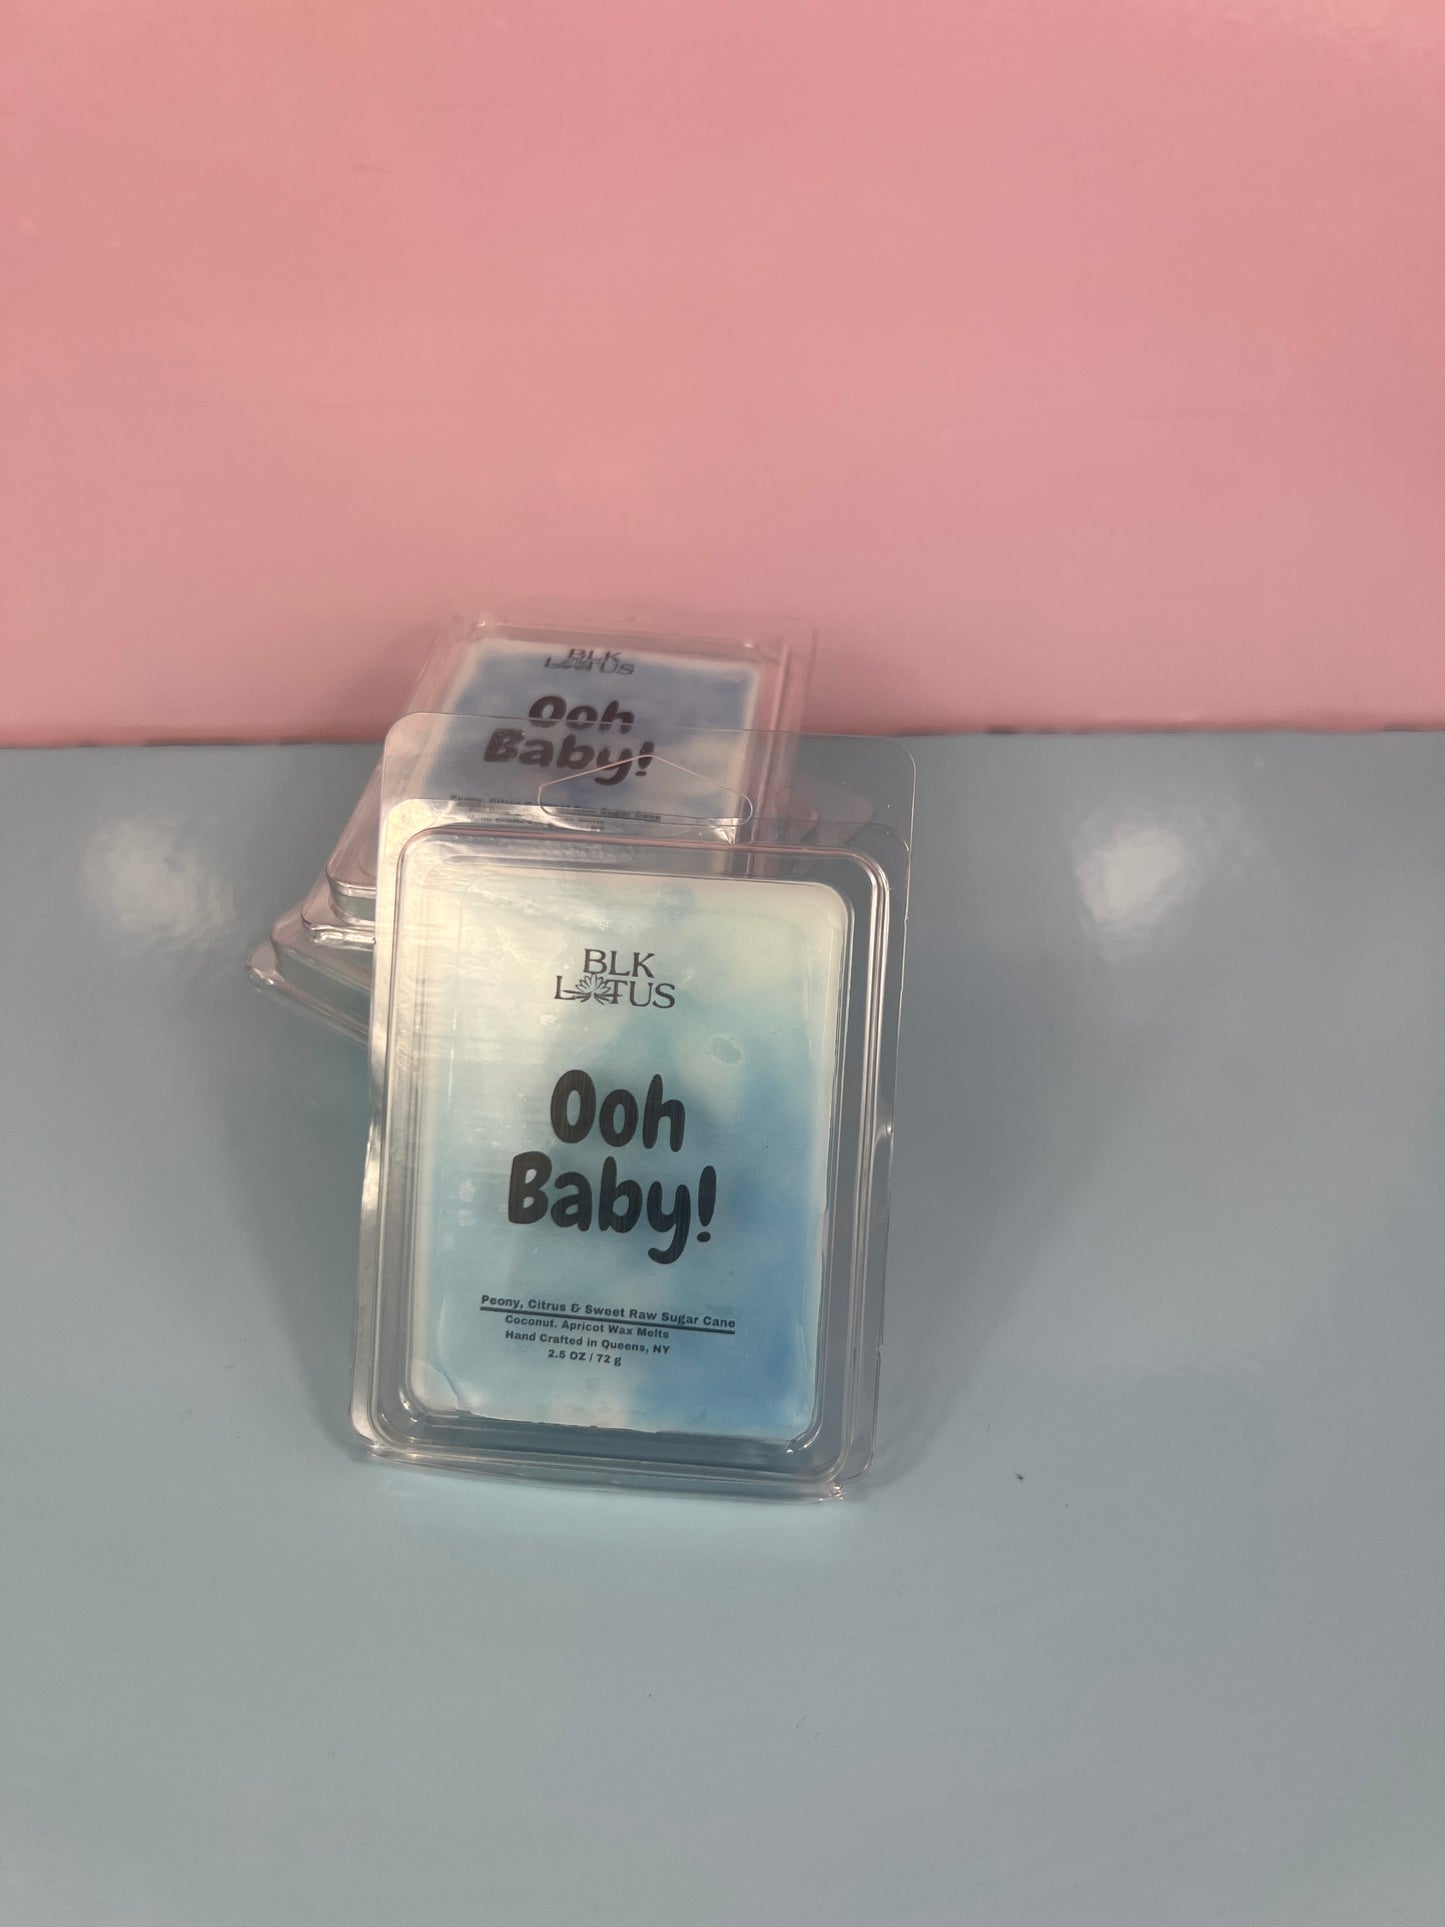 BLK
LOTUS
Ooh
Baby!
BLK
LOTUS
Ooh
Baby!
Peony, Citrus & Sweet Raw Sugar Cane
Coconut. Apricot Wax Melts
Hand Crafted in Queens, NY
2.5 OZ / 72 g